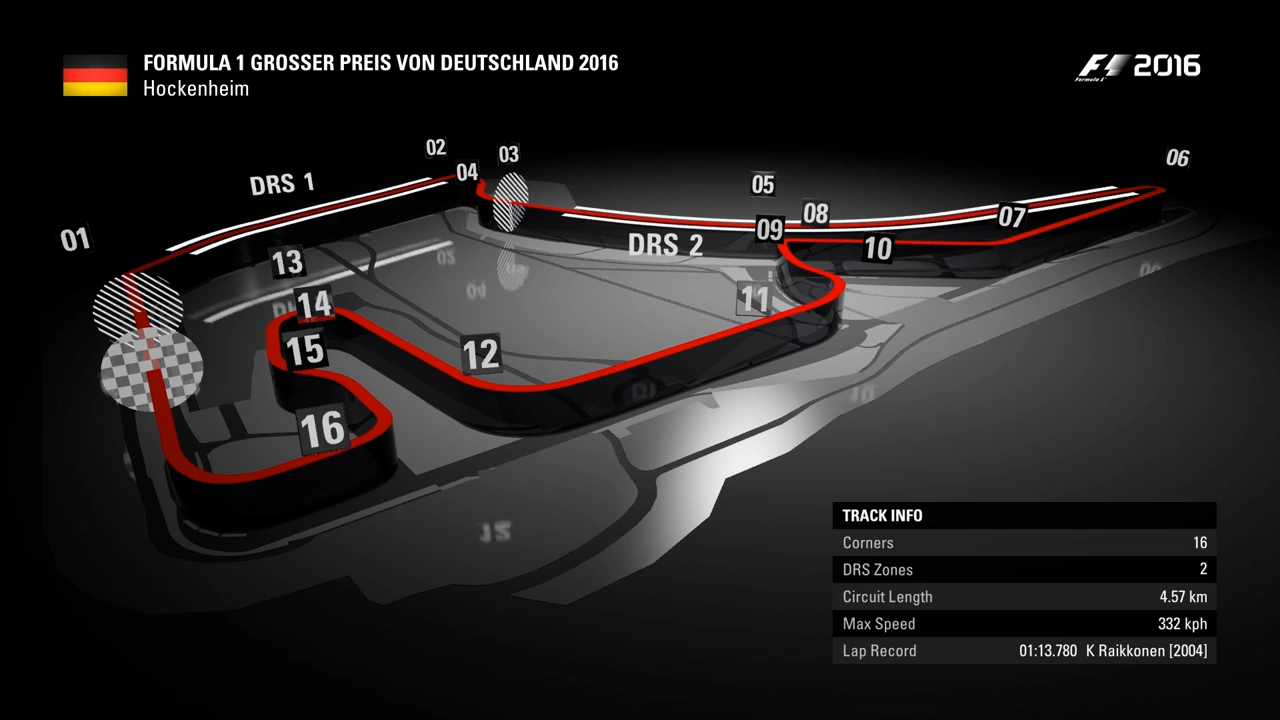 FORMULA 1 GROSSER PREIS VON DEUTSCHLAND 2016
Hockenheim
F1 2016
Formula 1
02
03
04
06
05
DRS 1
08
07
09
01
DRS 2
10
13
11
14
15
12
16
TRACK INFO
Corners 16
DRS Zones 2
Circuit Length 4.57 km
Max Speed 332 kph
Lap Record 01:13.780 K Raikkonen [2004]